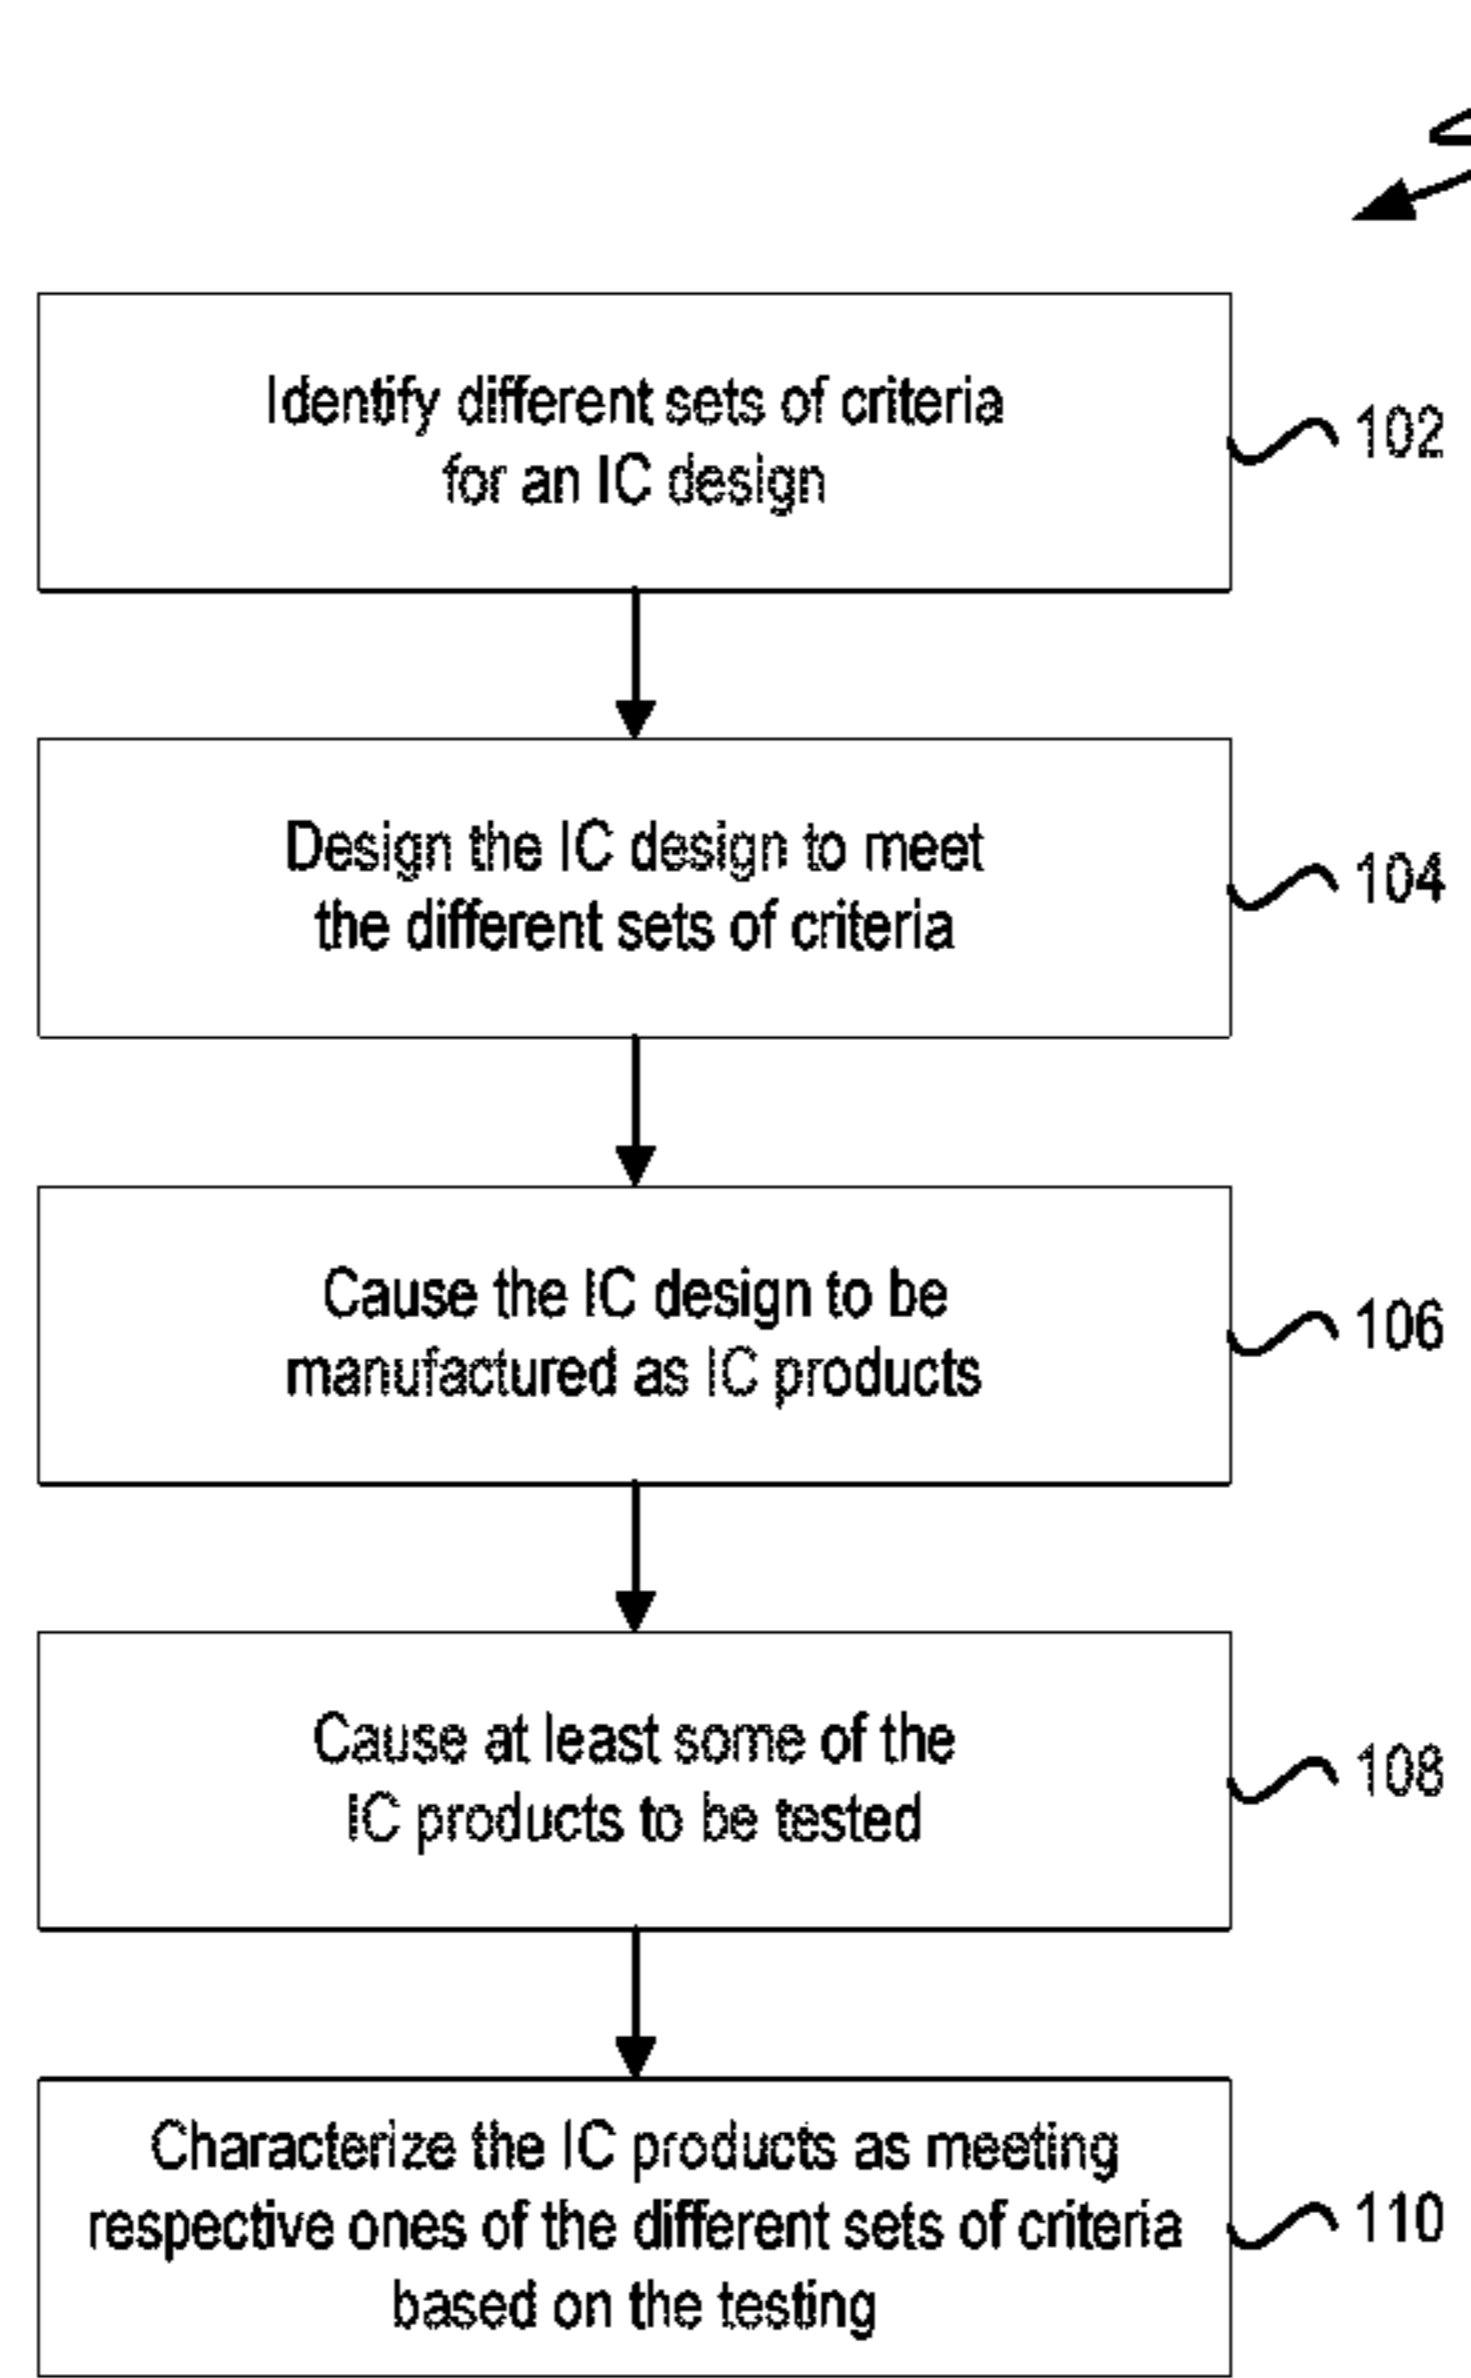 Identify different sets of criteria
for an IC design
102
Design the IC design to meet
the different sets of criteria
104
Cause the IC design to be
manufactured as IC products
106
Cause at least some of the
IC products to be tested
108
Characterize the IC products as meeting
respective ones of the different sets of criteria
based on the testing
110